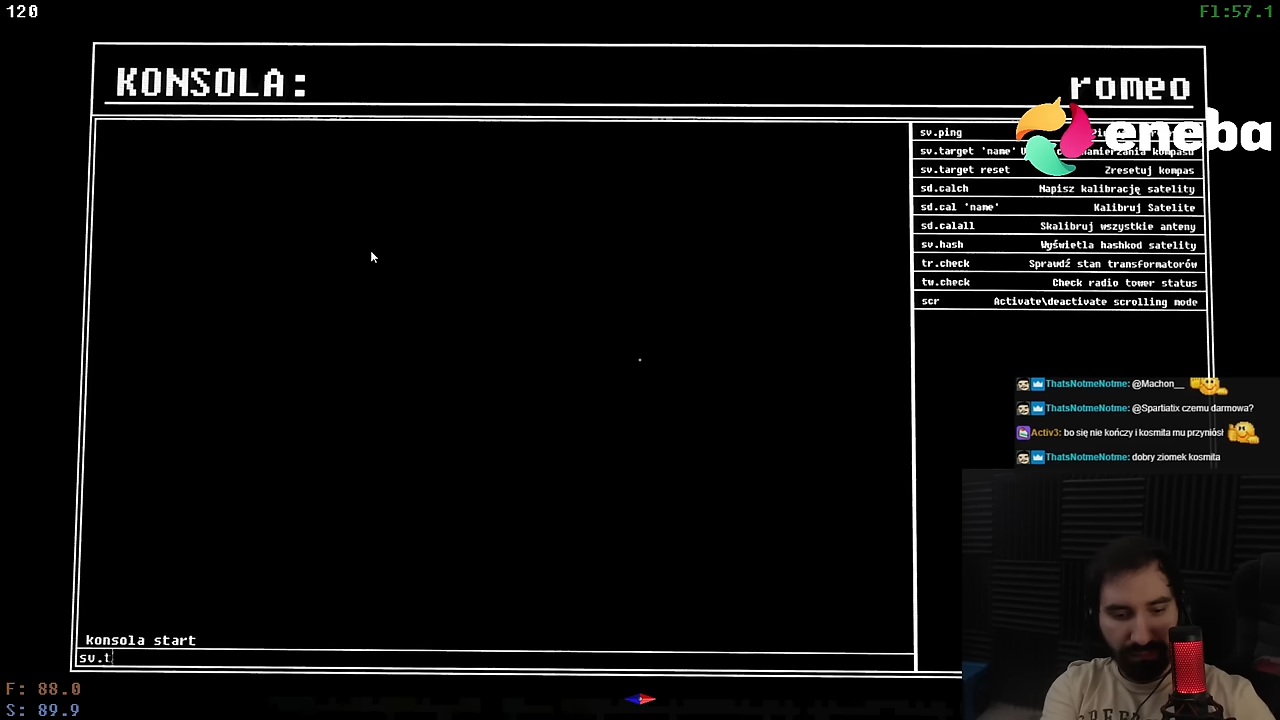 120
Fl:57.1
KONSOLA:
romeo
eneba
sv.ping
sv.target 'name'
sv.target reset Zresetuj kompas
sd.calch Napisz kalibrację satelity
sd.cal 'name' Kalibruj Satelite
sd.calall Skalibruj wszystkie anteny
sv.hash Wyświetla hashkod satelity
tr.check Sprawdź stan transformatorów
tw.check Check radio tower status
scr Activate\deactivate scrolling mode
ThatsNotmeNotme: @Machon__
ThatsNotmeNotme: @Spartiatix czemu darmowa?
Activ3: bo się nie kończy i kosmita mu przyniósł
ThatsNotmeNotme: dobry ziomek kosmita
konsola start
sv.t
F: 88.0
S: 89.9